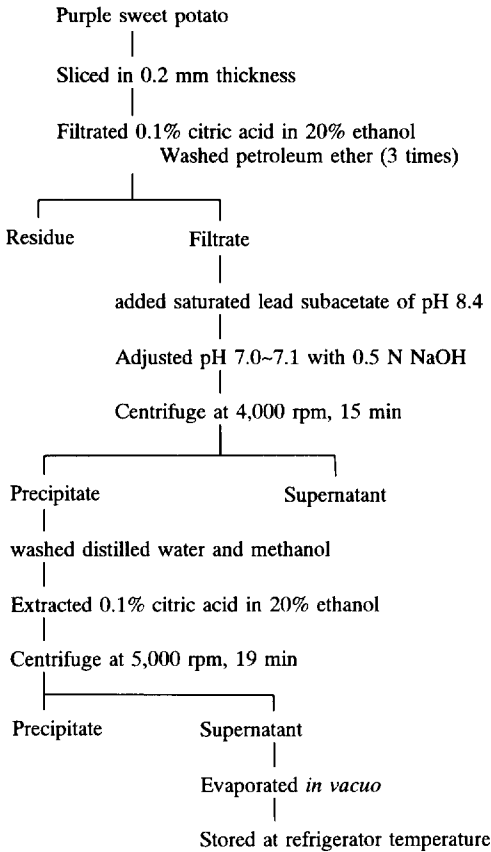 Purple sweet potato
Sliced in 0.2 mm thickness
Filtrated 0.1% citric acid in 20% ethanol
Washed petroleum ether (3 times)
Residue
Filtrate
added saturated lead subacetate of pH 8.4
Adjusted pH 7.0~7.1 with 0.5 N NaOH
Centrifuge at 4,000 rpm, 15 min
Precipitate
Supernatant
washed distilled water and methanol
Extracted 0.1% citric acid in 20% ethanol
Centrifuge at 5,000 rpm, 19 min
Precipitate
Supernatant
Evaporated in vacuo
Stored at refrigerator temperature